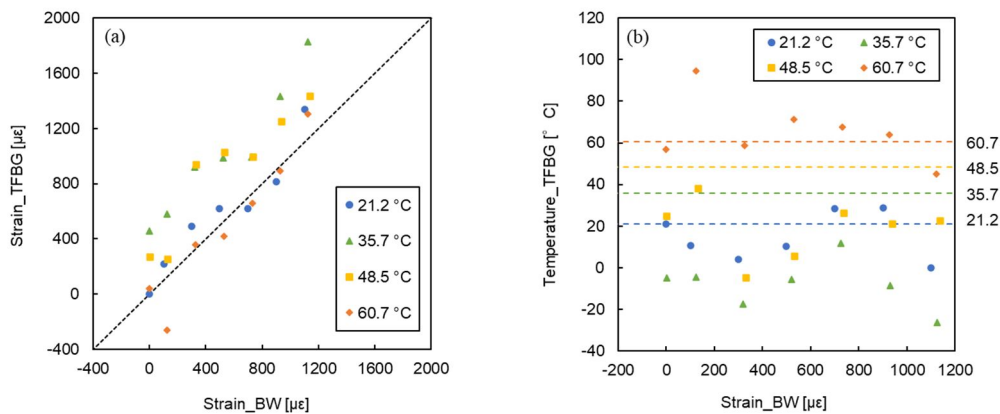 (a)
2000
1600
1200
800
400
0
-400
-400 0 400 800 1200 1600 2000
Strain_TFBG [με]
Strain_BW [με]
21.2 °C
35.7 °C
48.5 °C
60.7 °C
(b)
21.2 °C 35.7 °C
48.5 °C 60.7 °C
120
100
80
60
40
20
0
-20
-40
-200 0 200 400 600 800 1000 1200
Temperature_TFBG [° C]
Strain_BW [με]
60.7
48.5
35.7
21.2